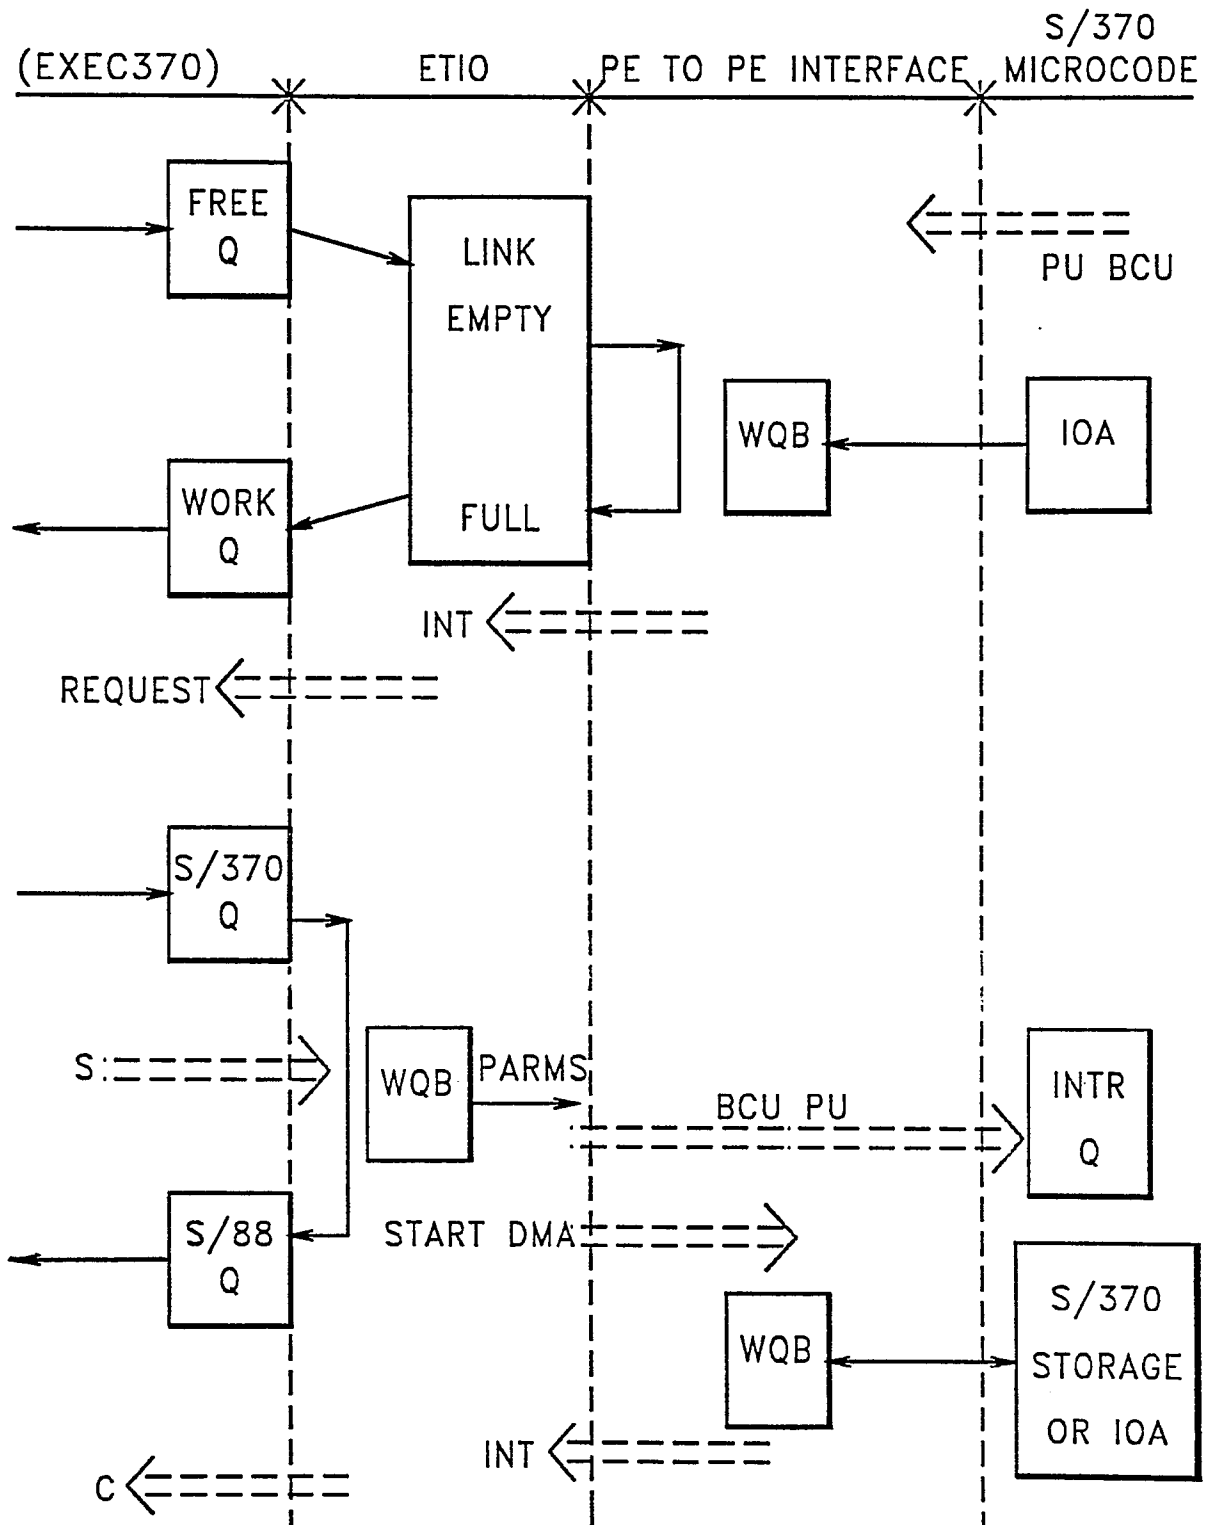 S/370
(EXEC370) ETIO PE TO PE INTERFACE MICROCODE
FREE
Q
LINK
EMPTY
FULL
PU BCU
WQB
IOA
WORK
Q
INT
REQUEST
S/370
Q
S
WQB
PARMS
BCU PU
INTR
Q
S/88
Q
START DMA
WQB
S/370
STORAGE
OR IOA
INT
C